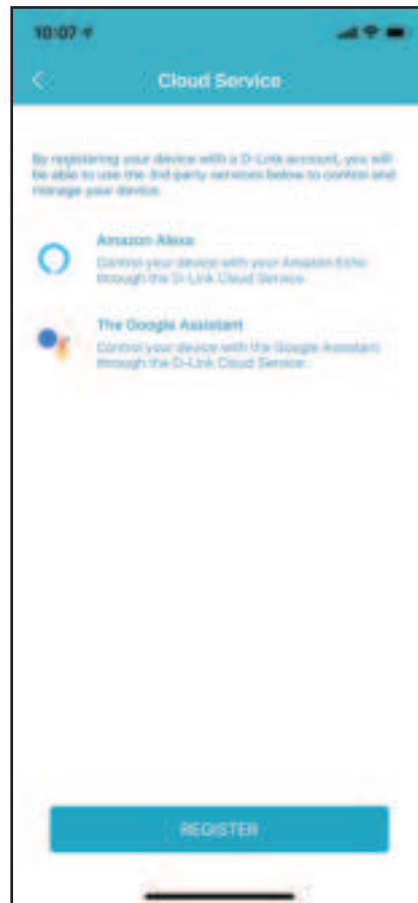 10:07
Cloud Service
By registering your device with a D-Link account, you will
be able to use the 3rd party services below to control and
manage your device.
Amazon Alexa
Control your device with your Amazon Echo
through the D-Link Cloud Service.
The Google Assistant
Control your device with the Google Assistant
through the D-Link Cloud Service.
REGISTER